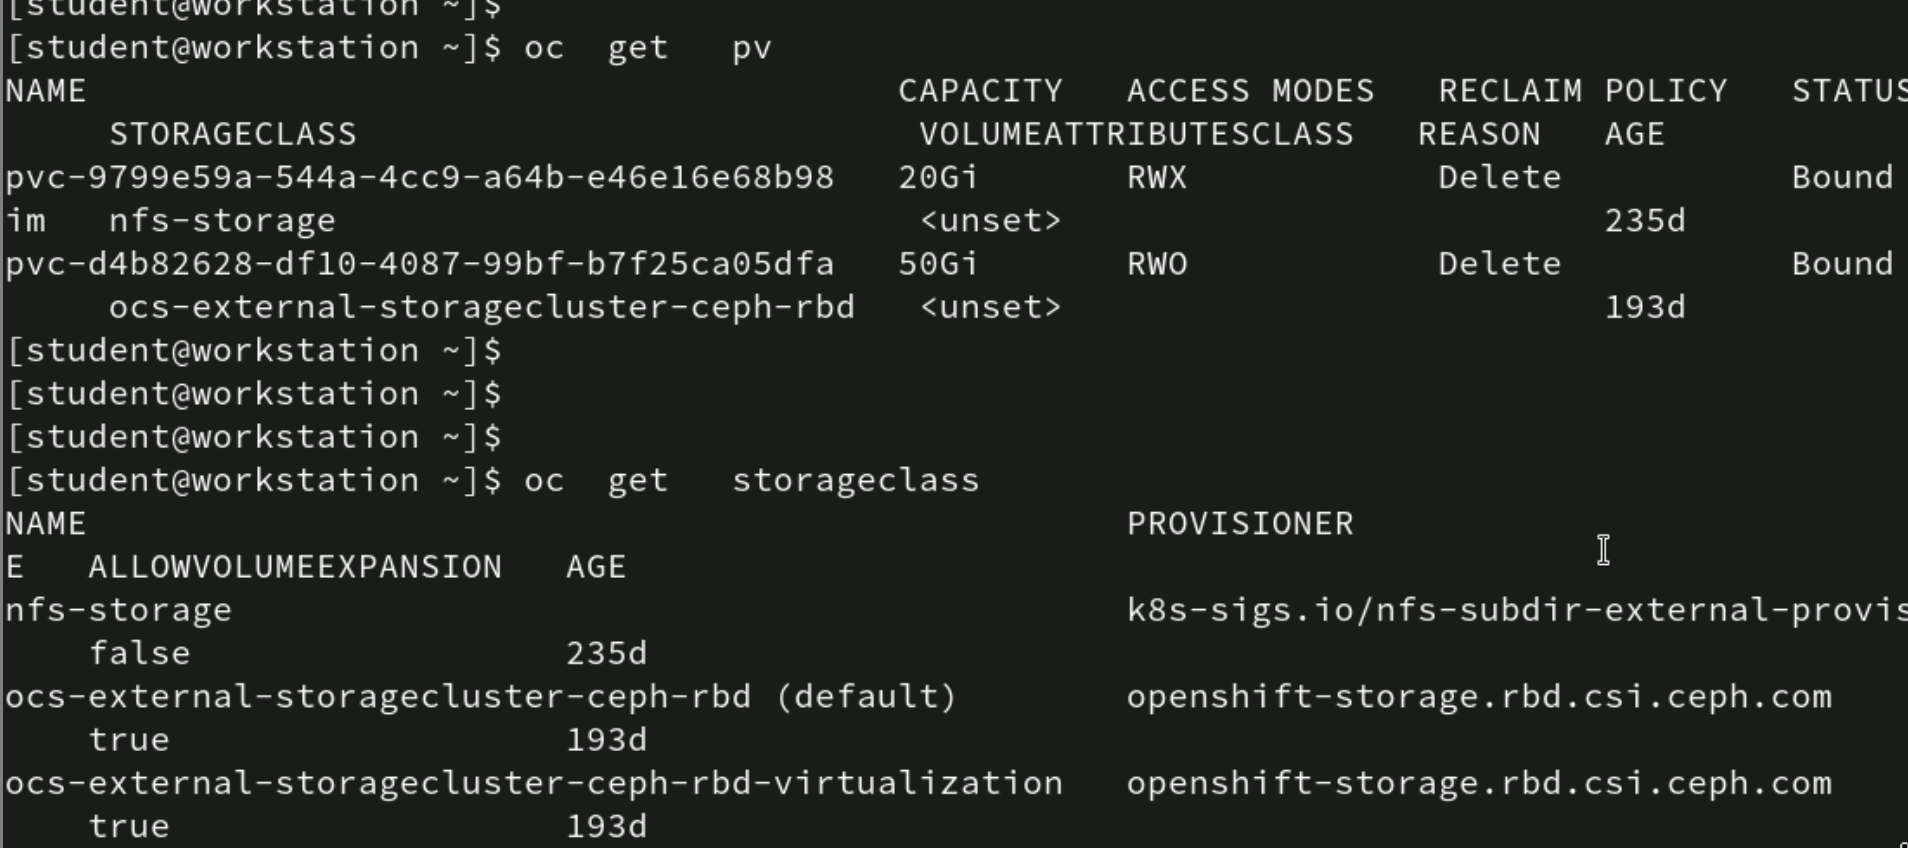 [student@workstation ~]$
[student@workstation ~]$ oc  get   pv
NAME                                       CAPACITY   ACCESS MODES   RECLAIM POLICY   STATUS
     STORAGECLASS                           VOLUMEATTRIBUTESCLASS   REASON   AGE
pvc-9799e59a-544a-4cc9-a64b-e46e16e68b98   20Gi       RWX            Delete           Bound
im   nfs-storage                            <unset>                          235d
pvc-d4b82628-df10-4087-99bf-b7f25ca05dfa   50Gi       RWO            Delete           Bound
     ocs-external-storagecluster-ceph-rbd   <unset>                          193d
[student@workstation ~]$
[student@workstation ~]$
[student@workstation ~]$
[student@workstation ~]$ oc  get   storageclass
NAME                                                  PROVISIONER
E   ALLOWVOLUMEEXPANSION   AGE
nfs-storage                                           k8s-sigs.io/nfs-subdir-external-provis
    false                  235d
ocs-external-storagecluster-ceph-rbd (default)        openshift-storage.rbd.csi.ceph.com
    true                   193d
ocs-external-storagecluster-ceph-rbd-virtualization   openshift-storage.rbd.csi.ceph.com
    true                   193d